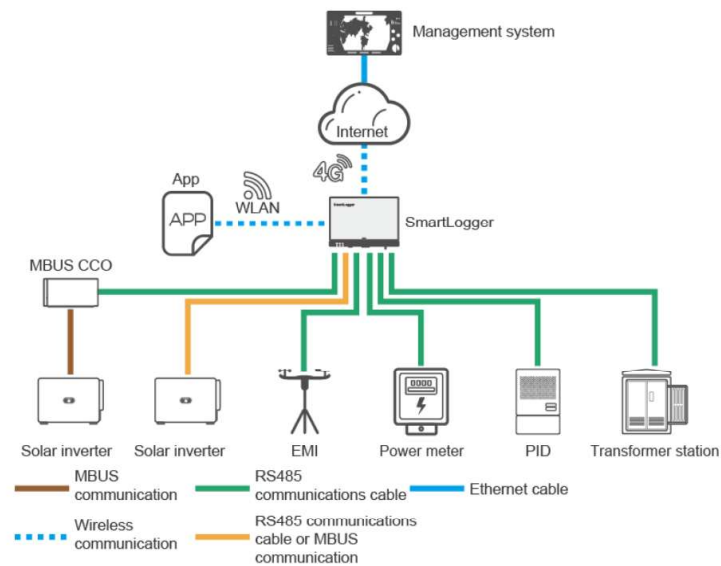 Management system
Internet
4G
App
WLAN
APP
SmartLogger
MBUS CCO
Solar inverter
Solar inverter
EMI
Power meter
PID
Transformer station
MBUS
communication
RS485
communications cable
Ethernet cable
Wireless
communication
RS485 communications
cable or MBUS
communication